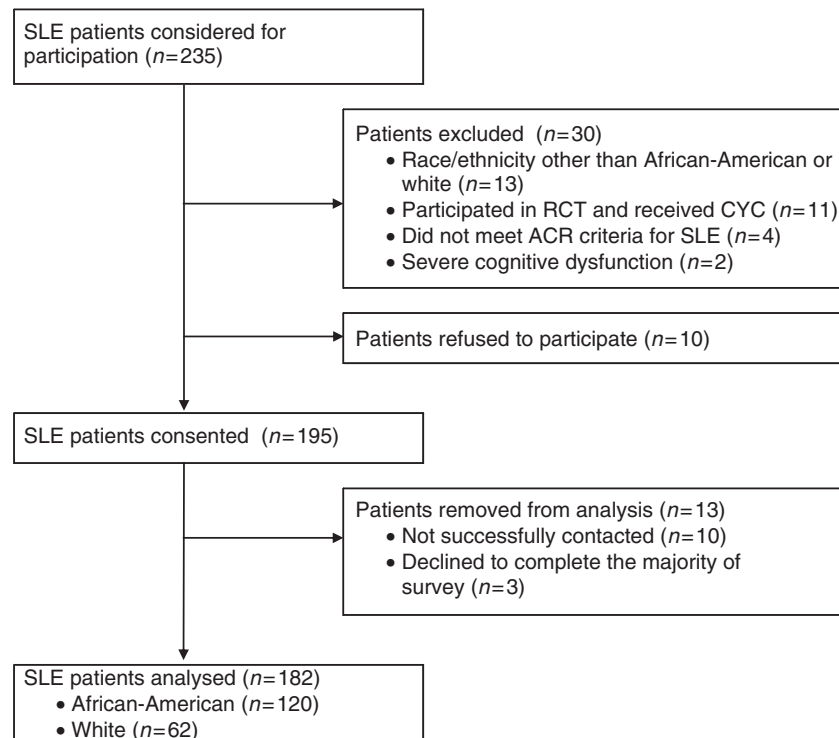 SLE patients considered for
participation (n=235)
Patients excluded (n=30)
• Race/ethnicity other than African-American or
white (n=13)
• Participated in RCT and received CYC (n=11)
• Did not meet ACR criteria for SLE (n=4)
• Severe cognitive dysfunction (n=2)
Patients refused to participate (n=10)
SLE patients consented (n=195)
Patients removed from analysis (n=13)
• Not successfully contacted (n=10)
• Declined to complete the majority of
survey (n=3)
SLE patients analysed (n=182)
• African-American (n=120)
• White (n=62)